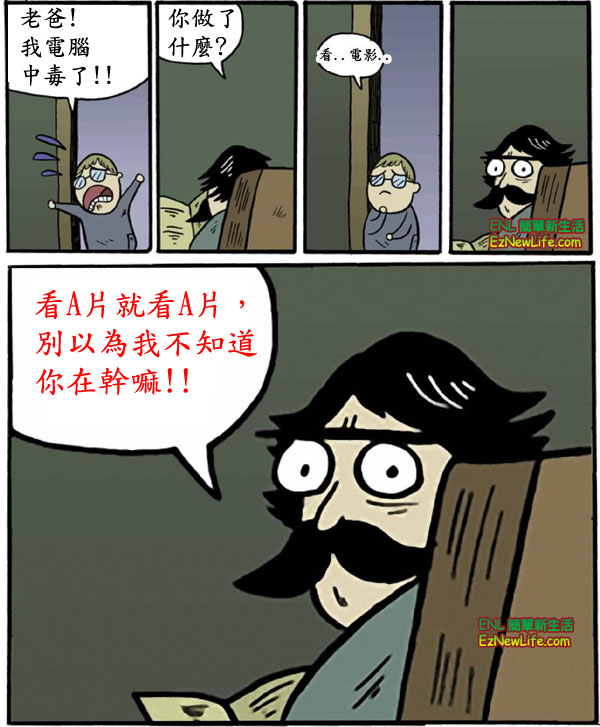 老爸!
我電腦
中毒了!!
你做了
什麼?
看..電影..
ENL 簡單新生活
EzNewLife.com
看A片就看A片，
別以為我不知道
你在幹嘛!!
ENL 簡單新生活
EzNewLife.com